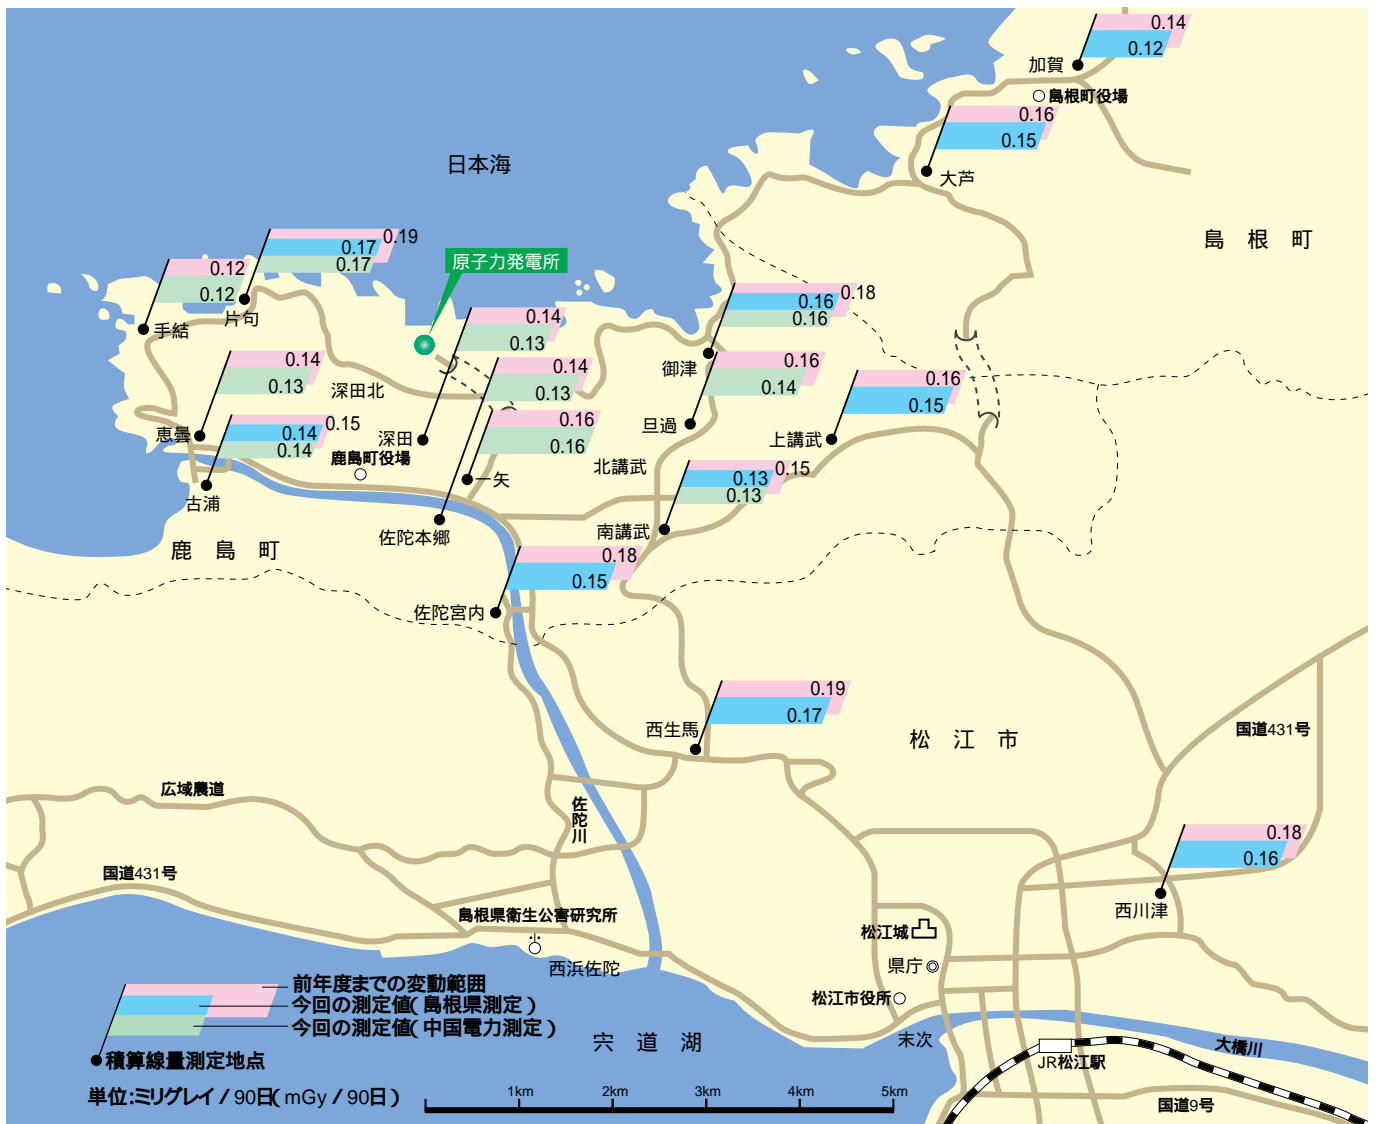 0.14
0.12
加賀
島根町役場
0.16
0.15
大芦
日本海
島根町
0.19
0.17
0.17
片句
原子力発電所
0.12
0.12
手結
0.18
0.16
0.16
御津
0.14
0.13
深田
0.14
0.13
佐陀本郷
0.16
0.14
旦過
0.14
0.13
恵曇
深田北
0.16
0.15
上講武
0.15
0.14
0.14
古浦
鹿島町役場
0.16
0.16
一矢
北講武
0.15
0.13
0.13
南講武
鹿島町
0.18
0.15
佐陀宮内
0.19
0.17
西生馬
松江市
国道431号
広域農道
佐陀川
国道431号
0.18
0.16
西川津
島根県衛生公害研究所
西浜佐陀
松江城
県庁
松江市役所
末次
宍道湖
大橋川
JR松江駅
国道9号
前年度までの変動範囲
今回の測定値(島根県測定)
今回の測定値(中国電力測定)
積算線量測定地点
単位:ミリグレイ/90日(mGy/90日)
1km 2km 3km 4km 5km